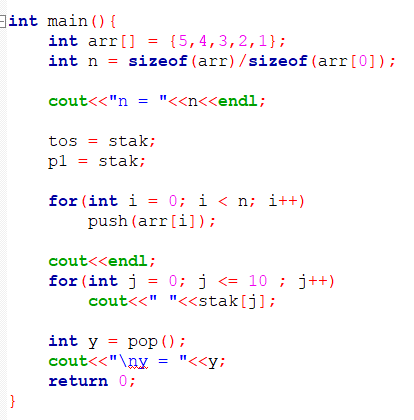 int main(){
    int arr[] = {5,4,3,2,1};
    int n = sizeof(arr)/sizeof(arr[0]);

    cout<<"n = "<<n<<endl;

    tos = stak;
    p1 = stak;

    for(int i = 0; i < n; i++)
        push(arr[i]);

    cout<<endl;
    for(int j = 0; j <= 10 ; j++)
        cout<<" "<<stak[j];

    int y = pop();
    cout<<"\ny = "<<y;
    return 0;
}